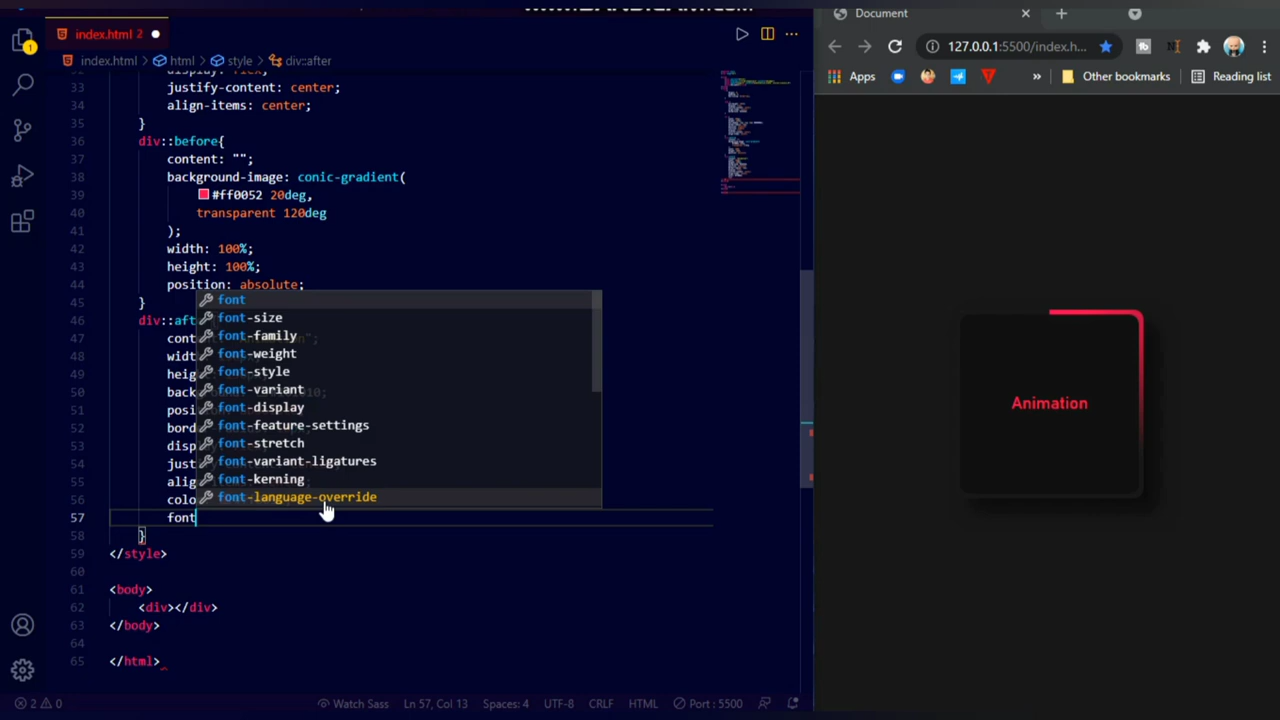 index.html 2
index.html
html
style
div::after
33
justify-content: center;
34
align-items: center;
35
}
36
div::before{
37
content: "";
38
background-image: conic-gradient(
39
#ff0052 20deg,
40
transparent 120deg
41
);
42
width: 100%;
43
height: 100%;
44
position: absolute;
45
}
46
div::aft
47
cont
48
widt
49
heig
50
back
51
posi
52
bord
53
disp
54
just
55
alig
56
colo
57
font
58
}
59
</style>
60
61
<body>
62
<div></div>
63
</body>
64
65
</html>
font
font-size
font-family
font-weight
font-style
font-variant
font-display
font-feature-settings
font-stretch
font-variant-ligatures
font-kerning
font-language-override
1
2 0
Watch Sass
Ln 57, Col 13
Spaces: 4
UTF-8
CRLF
HTML
Port : 5500
Document
127.0.0.1:5500/index.h...
Apps
Other bookmarks
Reading list
Animation